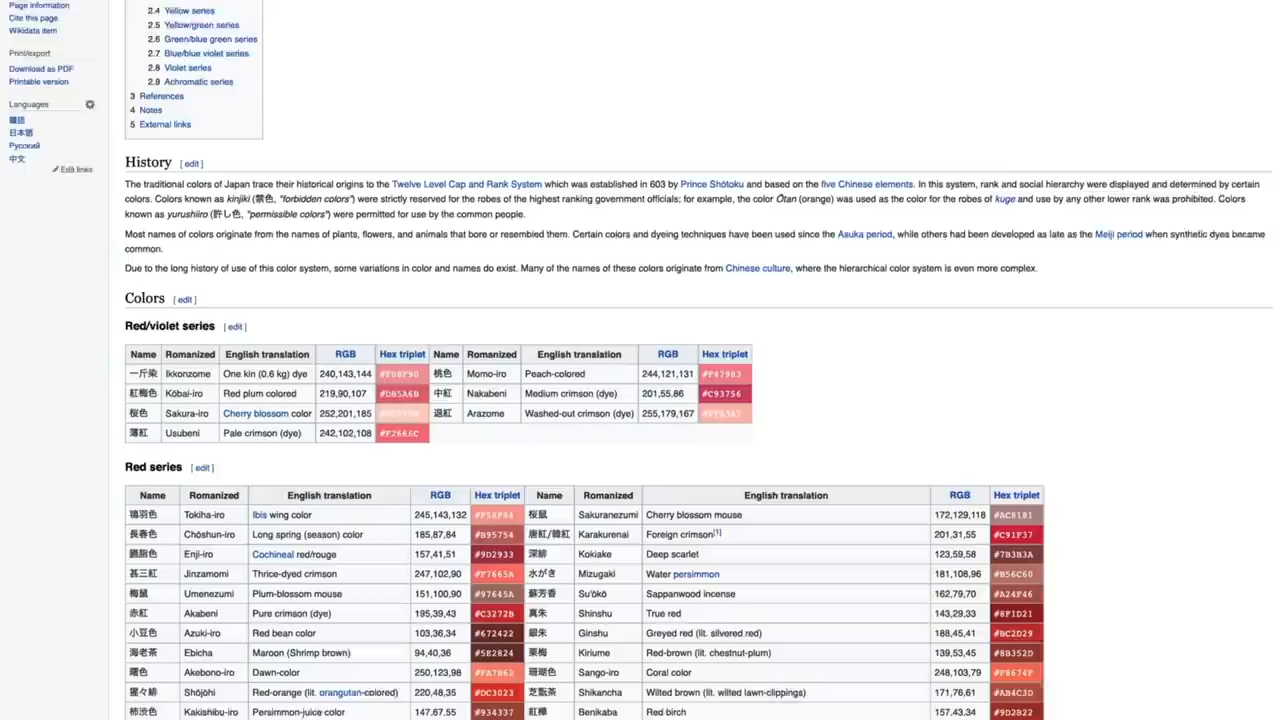 Page information
Cite this page
Wikidata item
Print/export
Download as PDF
Printable version
Languages
日本語
Русский
中文
Edit links
2.4 Yellow series
2.5 Yellow/green series
2.6 Green/blue green series
2.7 Blue/blue violet series
2.8 Violet series
2.9 Achromatic series
3 References
4 Notes
5 External links
History [ edit ]
The traditional colors of Japan trace their historical origins to the Twelve Level Cap and Rank System which was established in 603 by Prince Shōtoku and based on the five Chinese elements. In this system, rank and social hierarchy were displayed and determined by certain
colors. Colors known as kinjiki (禁色, "forbidden colors") were strictly reserved for the robes of the highest ranking government officials; for example, the color Ōtan (orange) was used as the color for the robes of kuge and use by any other lower rank was prohibited. Colors
known as yurushiiro (許し色, "permissible colors") were permitted for use by the common people.
Most names of colors originate from the names of plants, flowers, and animals that bore or resembled them. Certain colors and dyeing techniques have been used since the Asuka period, while others had been developed as late as the Meiji period when synthetic dyes became
common.
Due to the long history of use of this color system, some variations in color and names do exist. Many of the names of these colors originate from Chinese culture, where the hierarchical color system is even more complex.
Colors [ edit ]
Red/violet series [ edit ]
Name Romanized English translation RGB Hex triplet Name Romanized English translation RGB Hex triplet
一斤染 Ikkonzome One kin (0.6 kg) dye 240,143,144 #F08F90 桃色 Momo-iro Peach-colored 244,121,131 #F47983
紅梅色 Kōbai-iro Red plum colored 219,90,107 #DB5A6B 中紅 Nakabeni Medium crimson (dye) 201,55,86 #C93756
桜色 Sakura-iro Cherry blossom color 252,201,185 退紅 Arazome Washed-out crimson (dye) 255,179,167
薄紅 Usubeni Pale crimson (dye) 242,102,108 #F2666C
Red series [ edit ]
Name Romanized English translation RGB Hex triplet Name Romanized English translation RGB Hex triplet
鴇羽色 Tokiha-iro Ibis wing color 245,143,132 #F58F84 桜鼠 Sakuranezumi Cherry blossom mouse 172,129,118 #AC8181
長春色 Chōshun-iro Long spring (season) color 185,87,84 #B95754 唐紅/韓紅 Karakurenai Foreign crimson[1] 201,31,55 #C91F37
臙脂色 Enji-iro Cochineal red/rouge 157,41,51 #9D2933 深緋 Kokiake Deep scarlet 123,59,58 #7B3B3A
甚三紅 Jinzamomi Thrice-dyed crimson 247,102,90 #F7665A 水がき Mizugaki Water persimmon 181,108,96 #B56C60
梅鼠 Umenezumi Plum-blossom mouse 151,100,90 #97645A 蘇芳香 Su'ōkō Sappanwood incense 162,79,70 #A24F46
赤紅 Akabeni Pure crimson (dye) 195,39,43 #C3272B 真朱 Shinshu True red 143,29,33 #8F1D21
小豆色 Azuki-iro Red bean color 103,36,34 #672422 銀朱 Ginshu Greyed red (lit. silvered red) 188,45,41 #BC2D29
海老茶 Ebicha Maroon (Shrimp brown) 94,40,36 #5E2824 栗梅 Kiriume Red-brown (lit. chestnut-plum) 139,53,45 #8B352D
曙色 Akebono-iro Dawn-color 250,123,98 #FA7B62 珊瑚色 Sango-iro Coral color 248,103,79 #F8674F
猩々緋 Shōjōhi Red-orange (lit. orangutan-colored) 220,48,35 #DC3023 芝翫茶 Shikancha Wilted brown (lit. wilted lawn-clippings) 171,76,61 #AB4C3D
柿渋色 Kakishibu-iro Persimmon-juice color 147,67,55 #934337 紅樺 Benikaba Red birch 157,43,34 #9D2B22